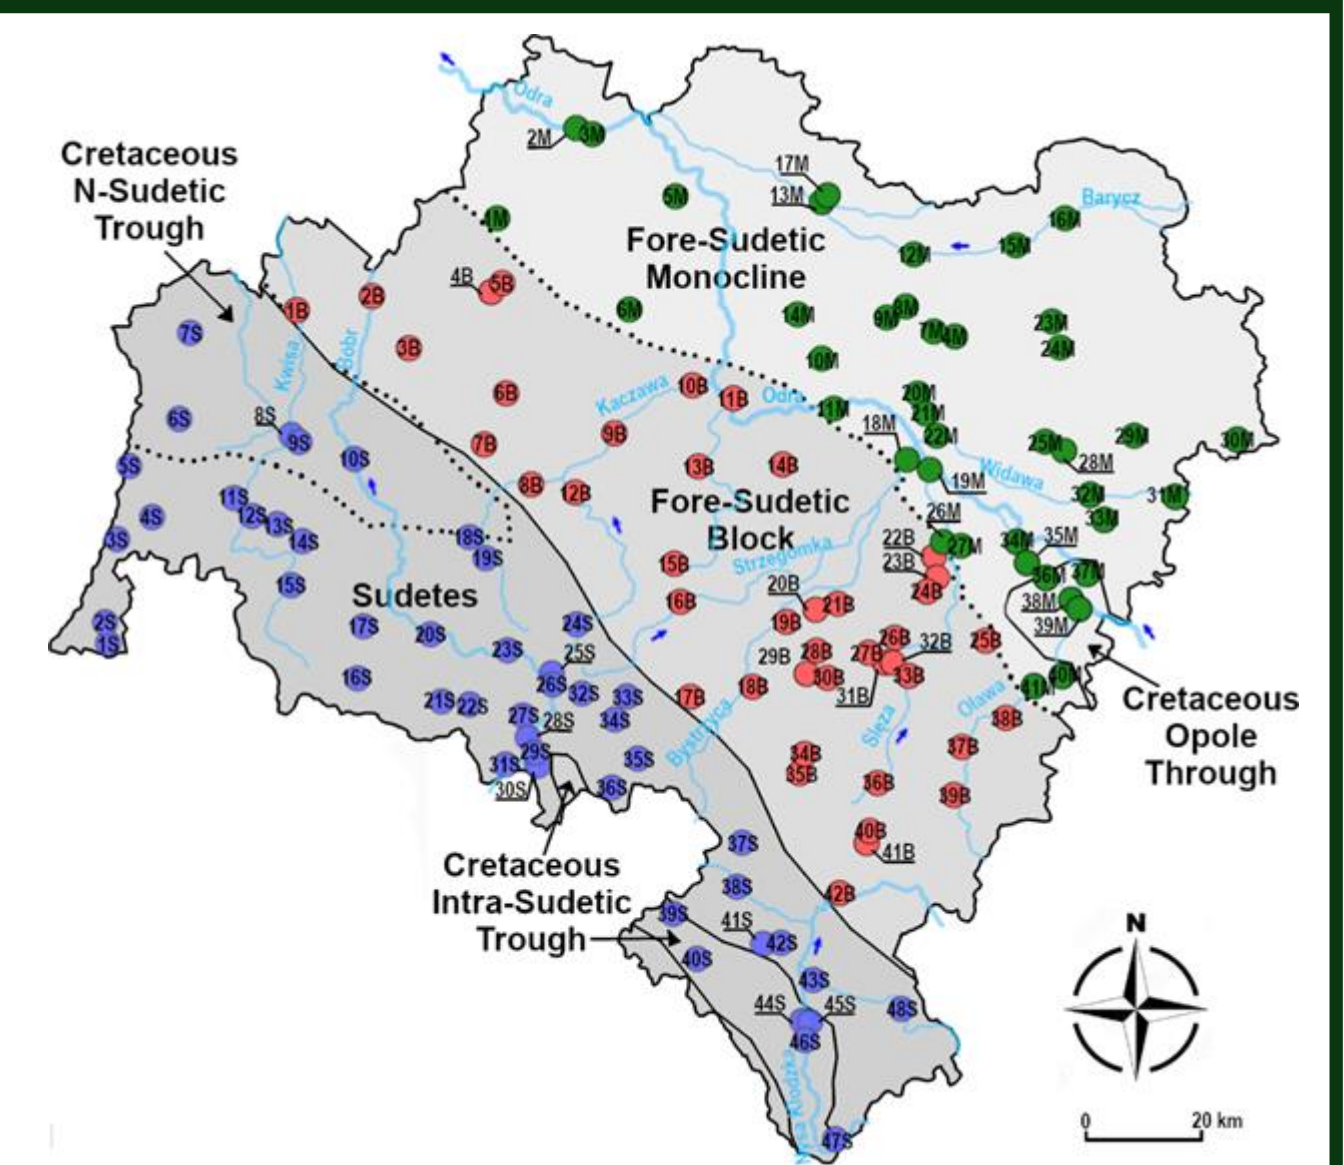 Odra
2M
3M
17M
13M
Cretaceous
N-Sudetic
Trough
5M
Barycz
1M
16M
Fore-Sudetic
Monocline
12M
15M
4B
5B
2B
1B
6M
14M
9M
8M
7M
4M
23M
24M
7S
Bóbr
Kwisa
3B
10M
Kaczawa
10B
11B
Odra
6B
20M
11M
21M
6S
8S
9S
7B
9B
18M
22M
25M
29M
30M
28M
5S
10S
13B
14B
Widawa
19M
8B
12B
11S
Fore-Sudetic
Block
32M
31M
4S
12S
13S
26M
33M
3S
14S
18S
22B
27M
34M
35M
19S
Strzegomka
23B
15B
36M
37M
15S
20B
24B
Sudetes
16B
21B
38M
39M
2S
1S
17S
20S
24S
19B
26B
32B
25B
23S
25S
28B
27B
29B
16S
26S
32S
33S
17B
18B
30B
31B
33B
41M
40M
21S
22S
27S
28S
34S
Oława
38B
Cretaceous
Opole
Through
Bystrzyca
Ślęza
29S
31S
35S
34B
35B
37B
30S
36S
36B
39B
37S
40B
41B
Cretaceous
Intra-Sudetic
Trough
38S
42B
39S
41S
42S
N
40S
43S
44S
45S
48S
46S
Nysa Kłodzka
47S
0
20 km